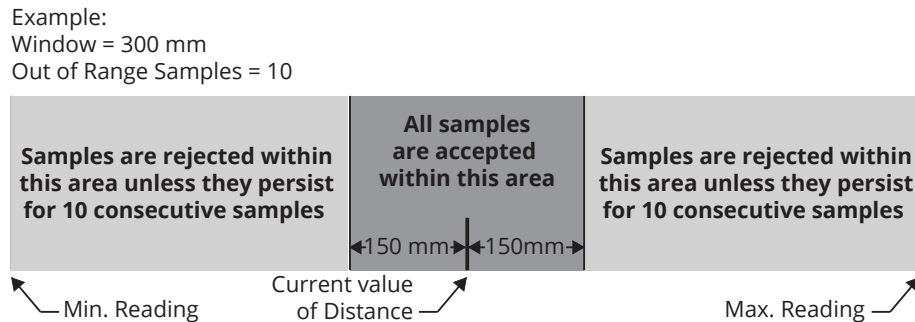 Example:
Window = 300 mm
Out of Range Samples = 10
Samples are rejected within
this area unless they persist
for 10 consecutive samples
All samples
are accepted
within this area
Samples are rejected within
this area unless they persist
for 10 consecutive samples
150 mm
150mm
Min. Reading
Current value
of Distance
Max. Reading